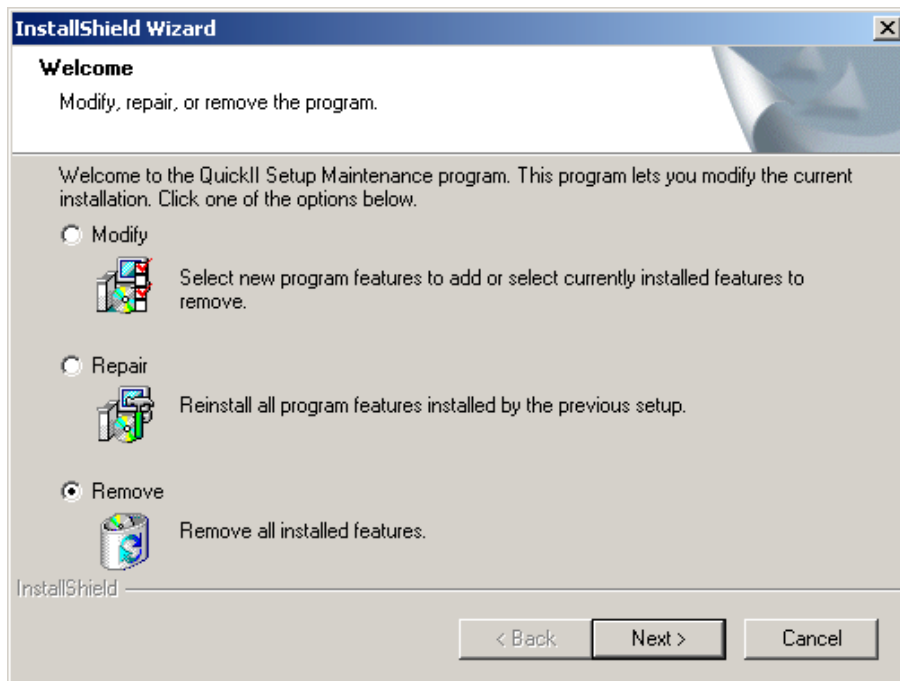 InstallShield Wizard
Welcome
Modify, repair, or remove the program.
Welcome to the QuickII Setup Maintenance program. This program lets you modify the current
installation. Click one of the options below.
Modify
Select new program features to add or select currently installed features to
remove.
Repair
Reinstall all program features installed by the previous setup.
Remove
Remove all installed features.
InstallShield
< Back
Next >
Cancel